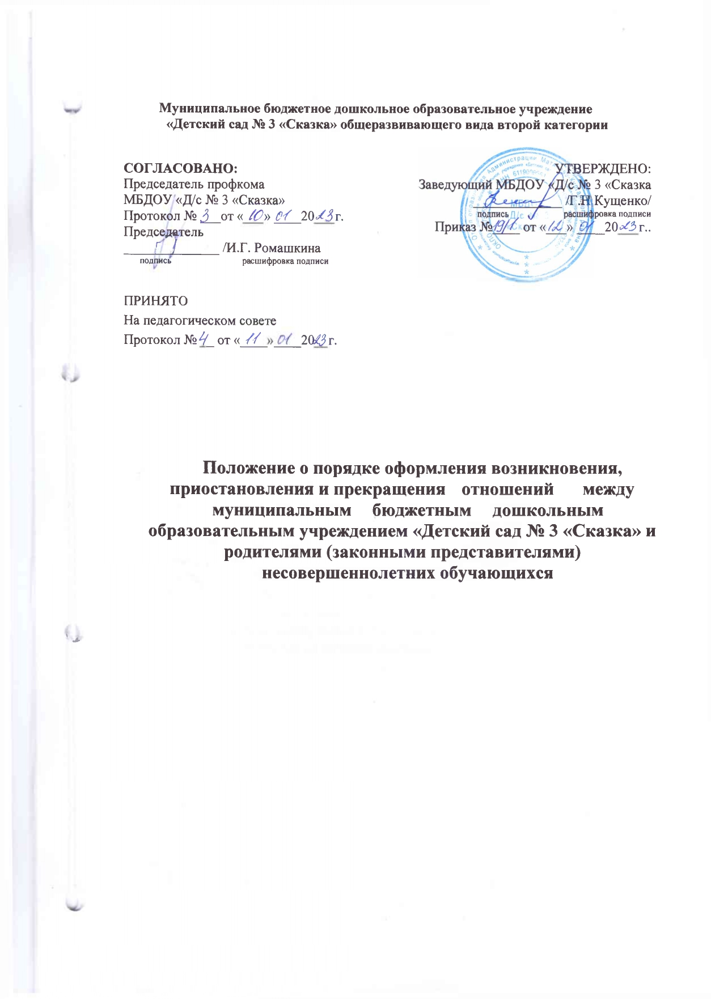 Муниципальное бюджетное дошкольное образовательное учреждение
«Детский сад № 3 «Сказка» общеразвивающего вида второй категории
СОГЛАСОВАНО:
Председатель профкома
МБДОУ «Д/с № 3 «Сказка»
Протокол № 3 от « 10 » 01 2023 г.
Председатель
/И.Г. Ромашкина
подпись расшифровка подписи
УТВЕРЖДЕНО:
Заведующий МБДОУ «Д/с № 3 «Сказка
/Г.Н Кущенко/
подпись расшифровка подписи
Приказ № 19/1 от « 12 » 01 2023 г..
ПРИНЯТО
На педагогическом совете
Протокол № 4 от « 11 » 01 2023 г.
Положение о порядке оформления возникновения,
приостановления и прекращения отношений между
муниципальным бюджетным дошкольным
образовательным учреждением «Детский сад № 3 «Сказка» и
родителями (законными представителями)
несовершеннолетних обучающихся